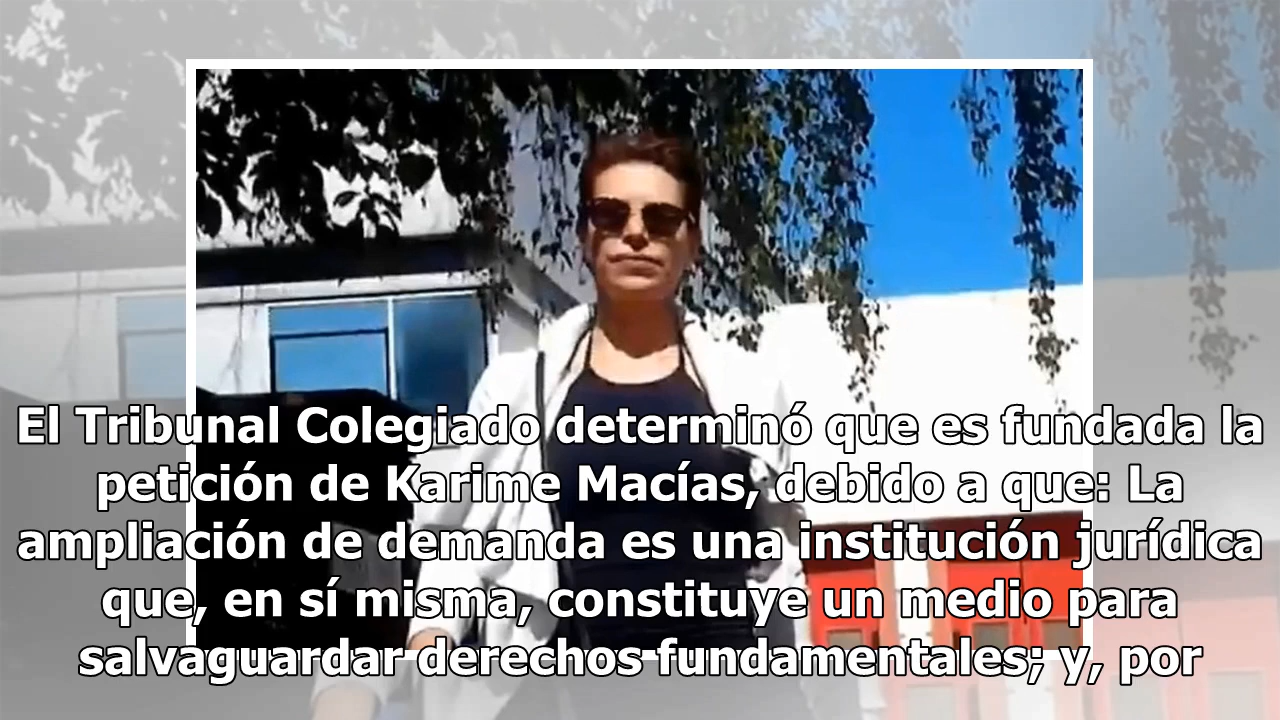 El Tribunal Colegiado determinó que es fundada la
petición de Karime Macías, debido a que: La
ampliación de demanda es una institución jurídica
que, en sí misma, constituye un medio para
salvaguardar derechos fundamentales; y, por